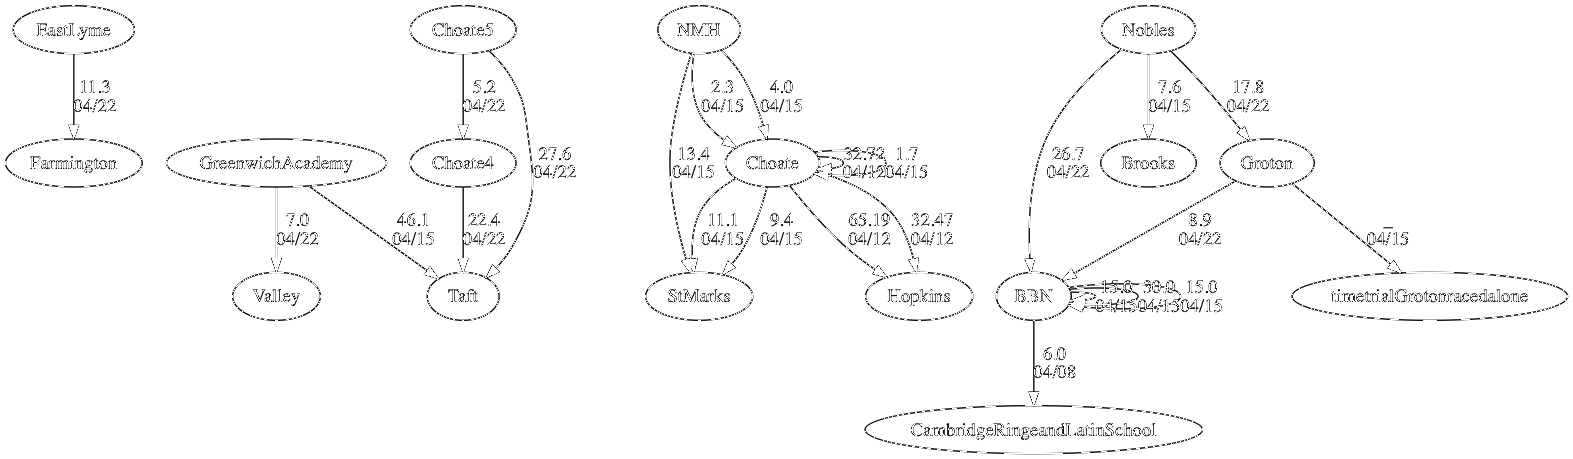 EastLyme
Choate5
NMH
Nobles
11.3
04/22
5.2
04/22
2.3
04/15
4.0
04/15
7.6
04/15
17.8
04/22
Farmington
GreenwichAcademy
Choate4
27.6
04/22
13.4
04/15
Choate
04/12
1.7
04/15
26.7
04/22
Brooks
Groton
7.0
04/22
46.1
04/15
22.4
04/22
11.1
04/15
9.4
04/15
65.19
04/12
32.47
04/12
8.9
04/22
_
04/15
Valley
Taft
StMarks
Hopkins
BBN
15.0
04/15
04/15
15.0
04/15
timetrialGrotonracedalone
6.0
04/08
CambridgeRingeandLatinSchool